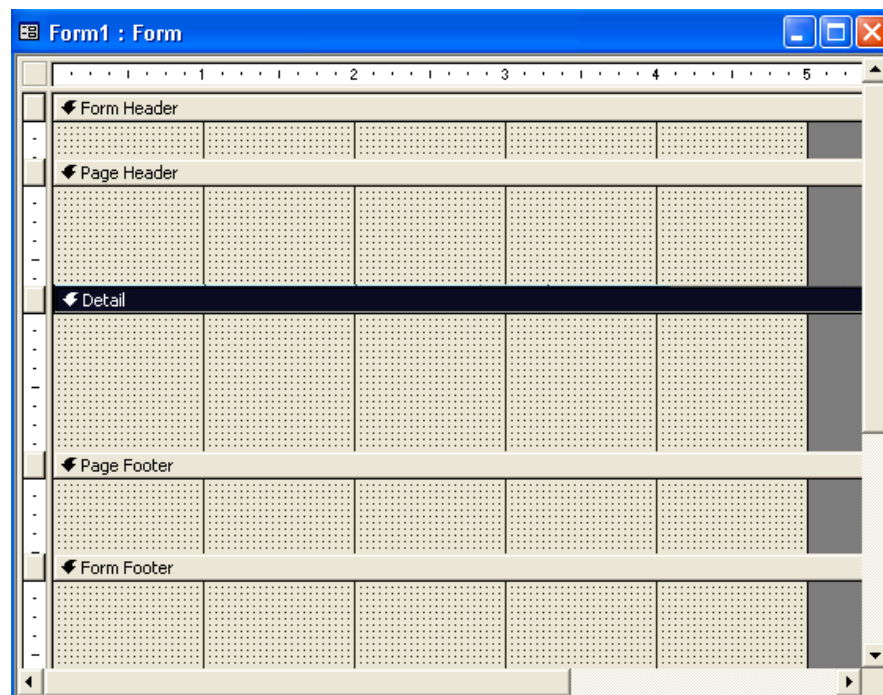 Form1 : Form
1 2 3 4 5
Form Header
Page Header
Detail
Page Footer
Form Footer